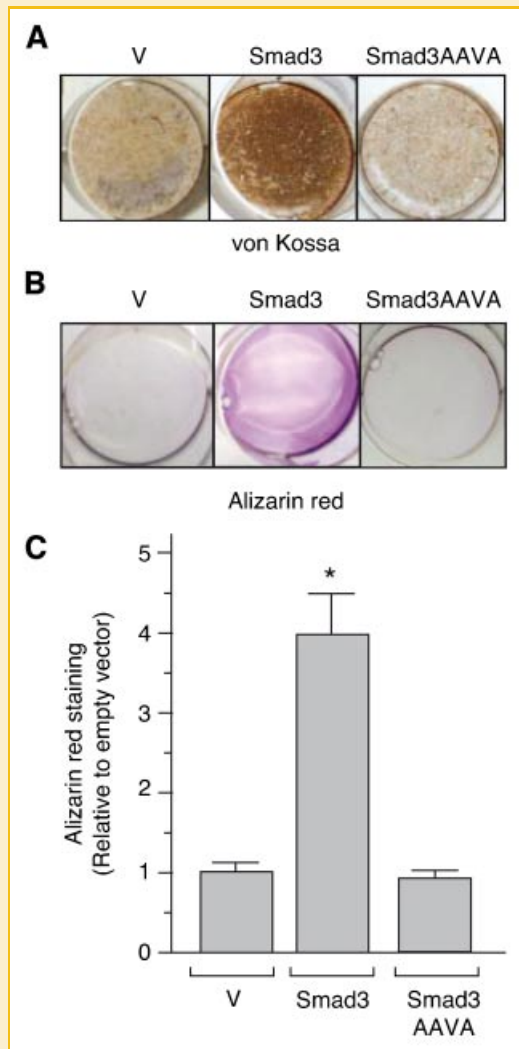 A
V Smad3 Smad3AAVA
von Kossa
B
V Smad3 Smad3AAVA
Alizarin red
C
Alizarin red staining
(Relative to empty vector)
5
4
3
2
1
0
*
V Smad3 Smad3
AAVA